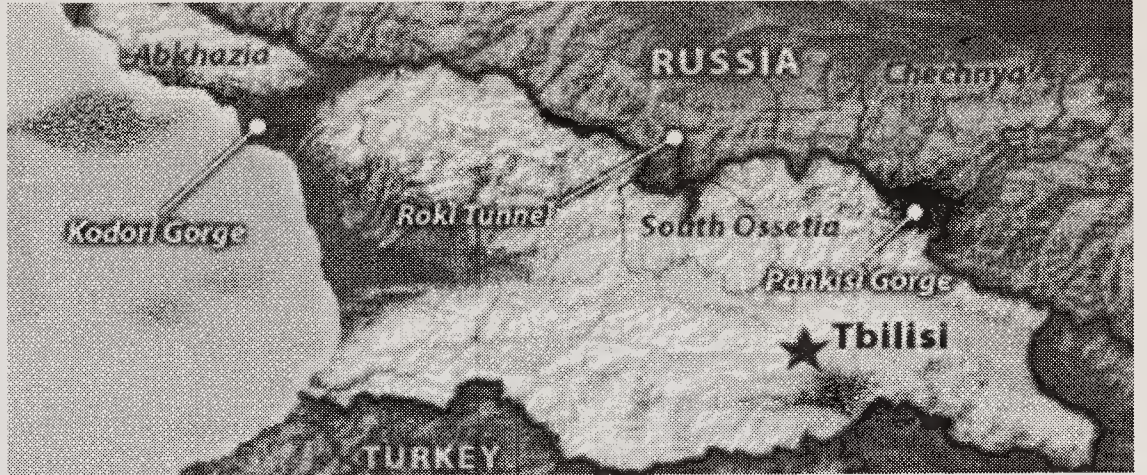 Abkhazia
RUSSIA
Chechnya
Kodori Gorge
Roki Tunnel
South Ossetia
Pankisi Gorge
Tbilisi
TURKEY